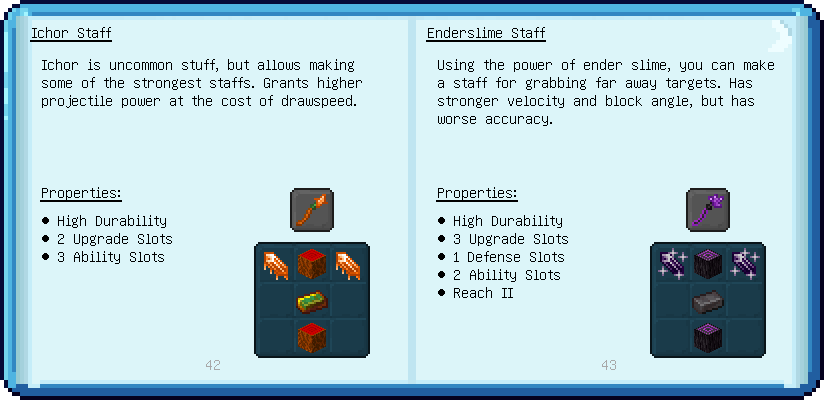 Ichor Staff
Ichor is uncommon stuff, but allows making
some of the strongest staffs. Grants higher
projectile power at the cost of drawspeed.
Properties:
• High Durability
• 2 Upgrade Slots
• 3 Ability Slots
42
Enderslime Staff
Using the power of ender slime, you can make
a staff for grabbing far away targets. Has
stronger velocity and block angle, but has
worse accuracy.
Properties:
• High Durability
• 3 Upgrade Slots
• 1 Defense Slots
• 2 Ability Slots
• Reach II
43